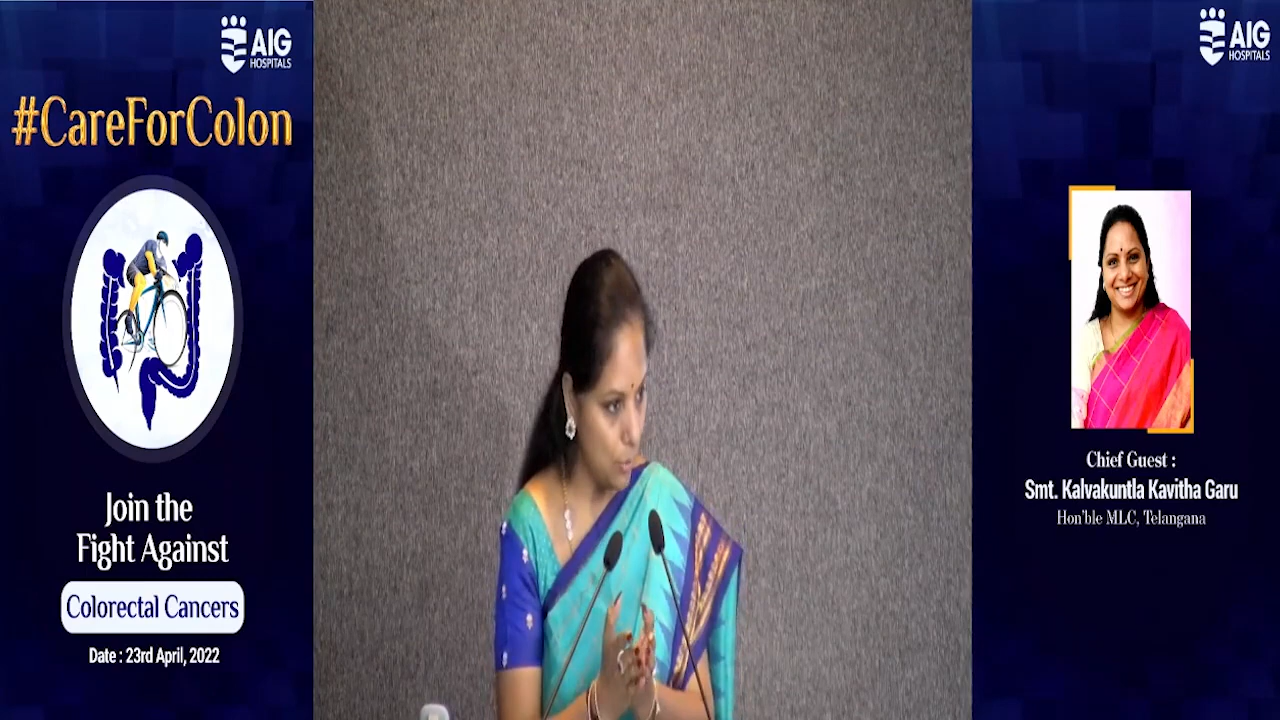 AIG
HOSPITALS
#CareForColon
Join the
Fight Against
Colorectal Cancers
Date : 23rd April, 2022
AIG
HOSPITALS
Chief Guest :
Smt. Kalvakuntla Kavitha Garu
Hon'ble MLC, Telangana